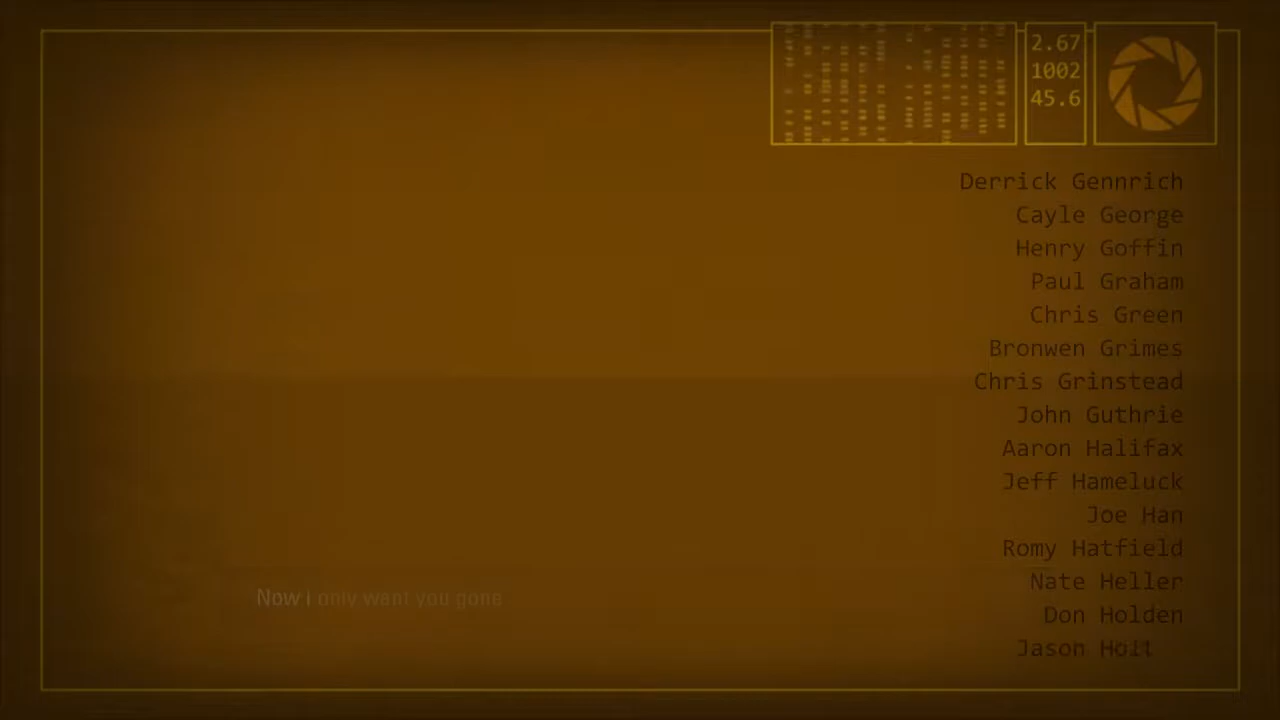 2.67
1002
45.6
Derrick Gennrich
Cayle George
Henry Goffin
Paul Graham
Chris Green
Bronwen Grimes
Chris Grinstead
John Guthrie
Aaron Halifax
Jeff Hameluck
Joe Han
Romy Hatfield
Nate Heller
Don Holden
Jason Holt
Now i only want you gone